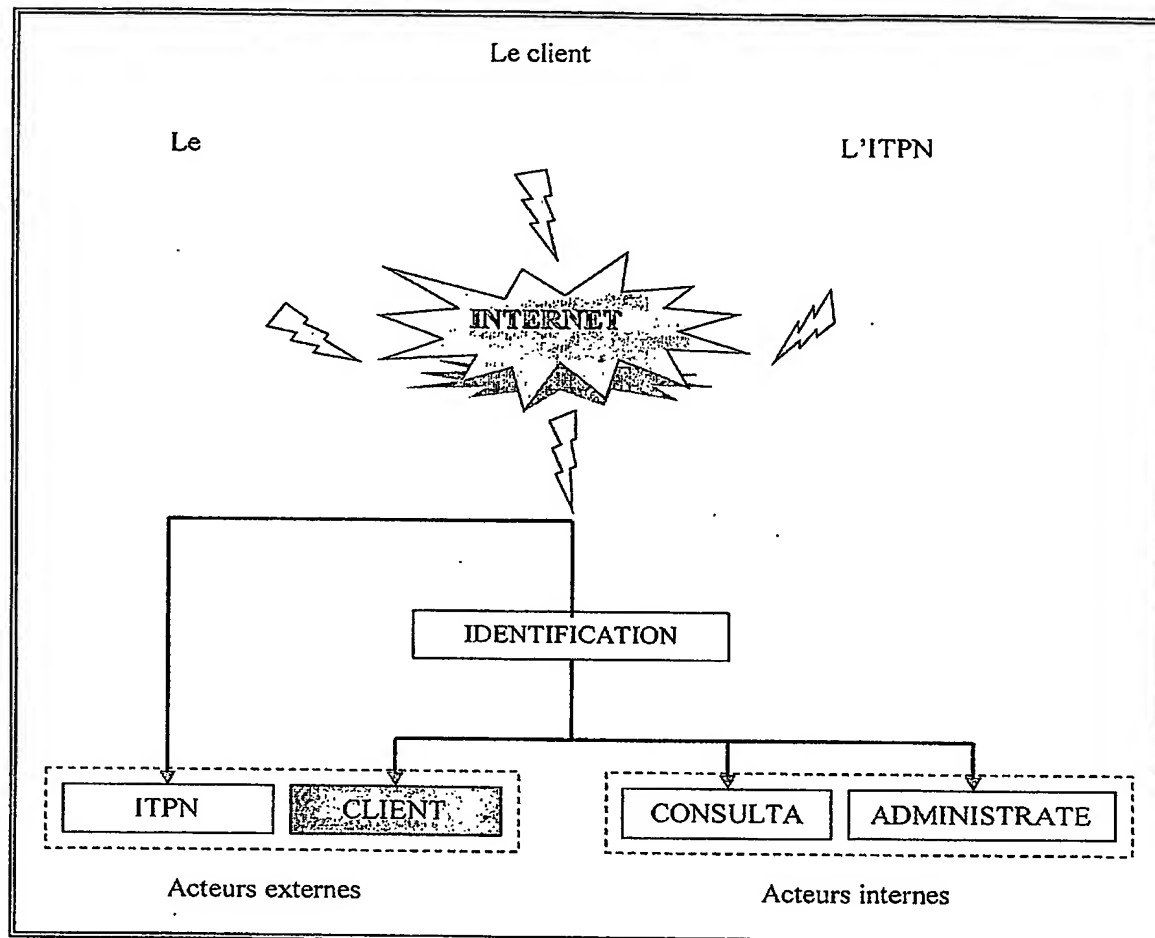 Le client
Le
L'ITPN
INTERNET
IDENTIFICATION
ITPN
CLIENT
CONSULTA
ADMINISTRATE
Acteurs externes
Acteurs internes